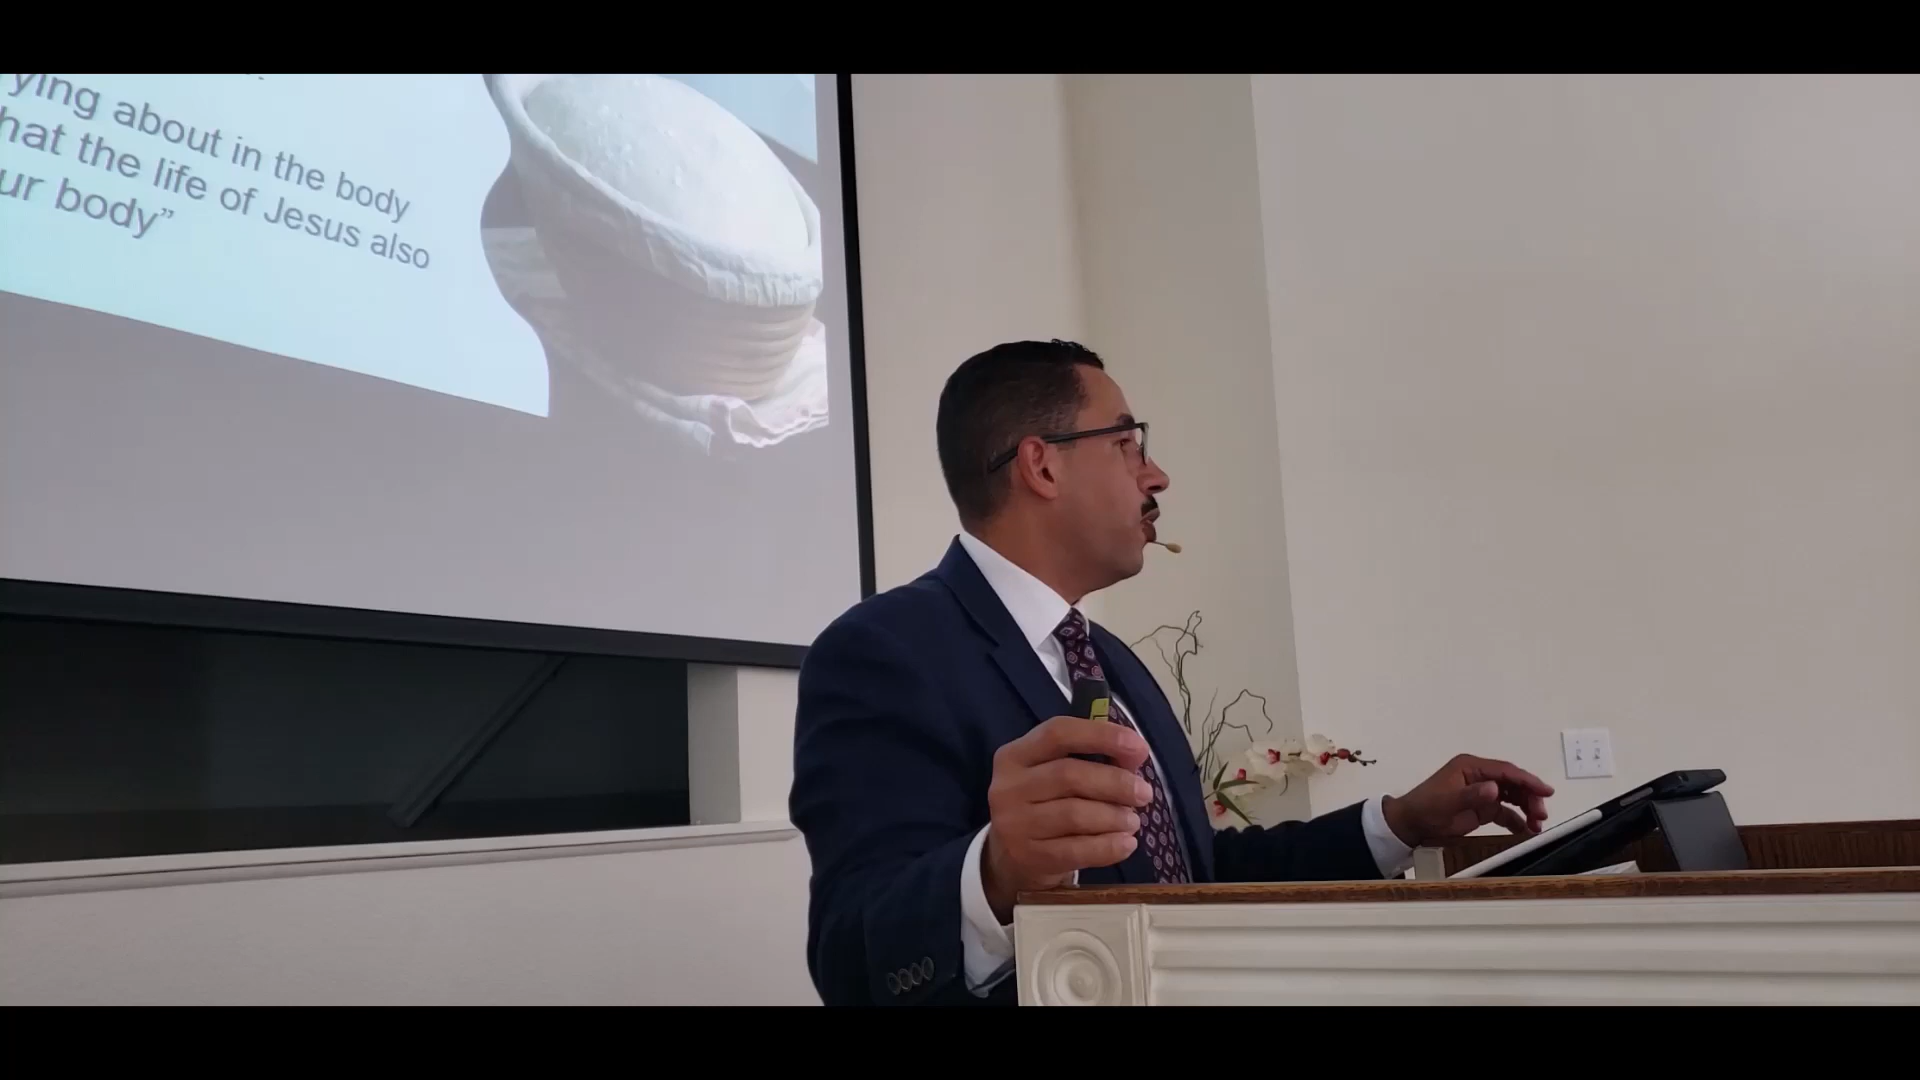 ying about in the body
hat the life of Jesus also
ur body”